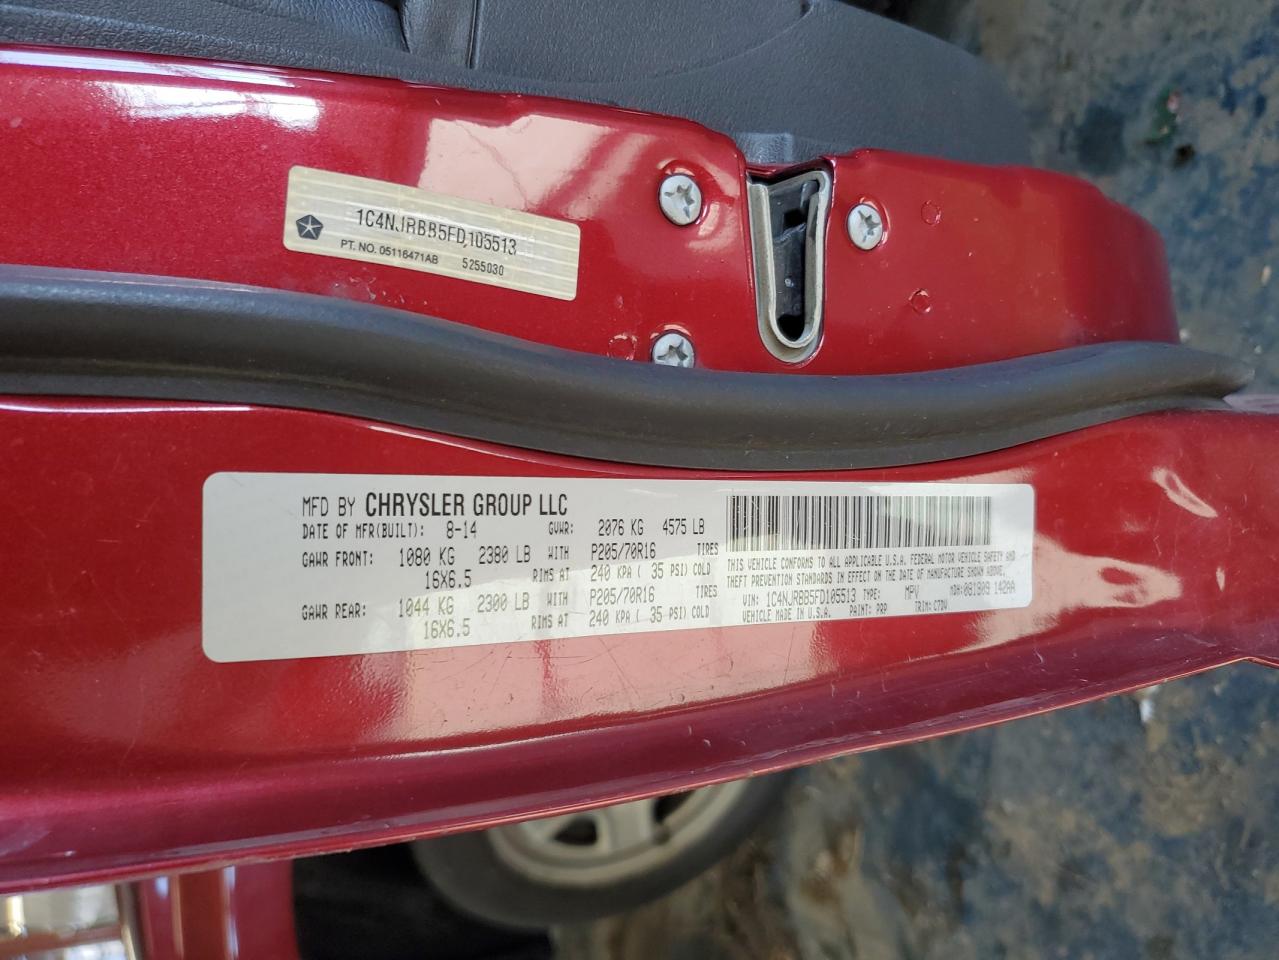 1C4NJRBB5FD105513
PT. NO. 05116471AB 5255030
MFD BY CHRYSLER GROUP LLC
DATE OF MFR(BUILT): 8-14 GVWR: 2076 KG 4575 LB
GAWR FRONT: 1080 KG 2380 LB WITH P205/70R16 TIRES
16X6.5 RIMS AT 240 KPA ( 35 PSI) COLD
GAWR REAR: 1044 KG 2300 LB WITH P205/70R16 TIRES
16X6.5 RIMS AT 240 KPA ( 35 PSI) COLD
THIS VEHICLE CONFORMS TO ALL APPLICABLE U.S.A. FEDERAL MOTOR VEHICLE SAFETY AND
THEFT PREVENTION STANDARDS IN EFFECT ON THE DATE OF MANUFACTURE SHOWN ABOVE.
VIN: 1C4NJRBB5FD105513 TYPE: MPV MDH: 081909 142AA
VEHICLE MADE IN U.S.A. PAINT: PRP TRIM: C7DV